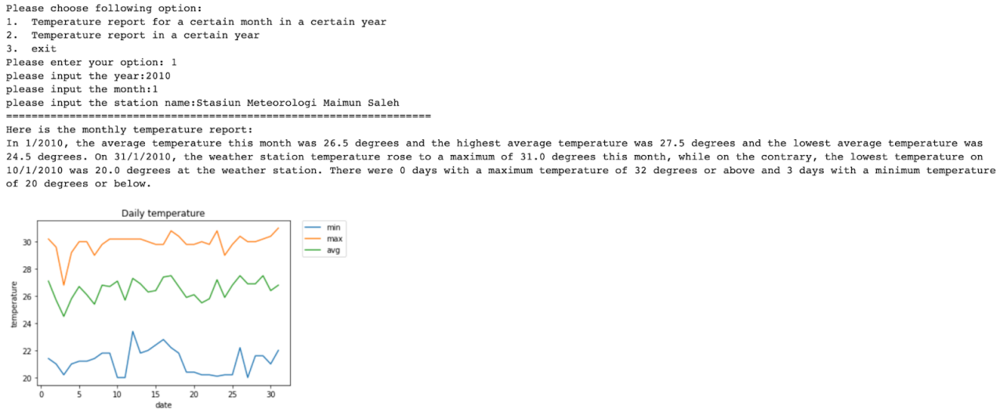 Please choose following option:
1.  Temperature report for a certain month in a certain year
2.  Temperature report in a certain year
3.  exit
Please enter your option: 1
please input the year:2010
please input the month:1
please input the station name:Stasiun Meteorologi Maimun Saleh
===================================================================
Here is the monthly temperature report:
In 1/2010, the average temperature this month was 26.5 degrees and the highest average temperature was 27.5 degrees and the lowest average temperature was
24.5 degrees. On 31/1/2010, the weather station temperature rose to a maximum of 31.0 degrees this month, while on the contrary, the lowest temperature on
10/1/2010 was 20.0 degrees at the weather station. There were 0 days with a maximum temperature of 32 degrees or above and 3 days with a minimum temperature
of 20 degrees or below.
Daily temperature
min
max
avg
30
28
26
24
22
20
temperature
0 5 10 15 20 25 30
date